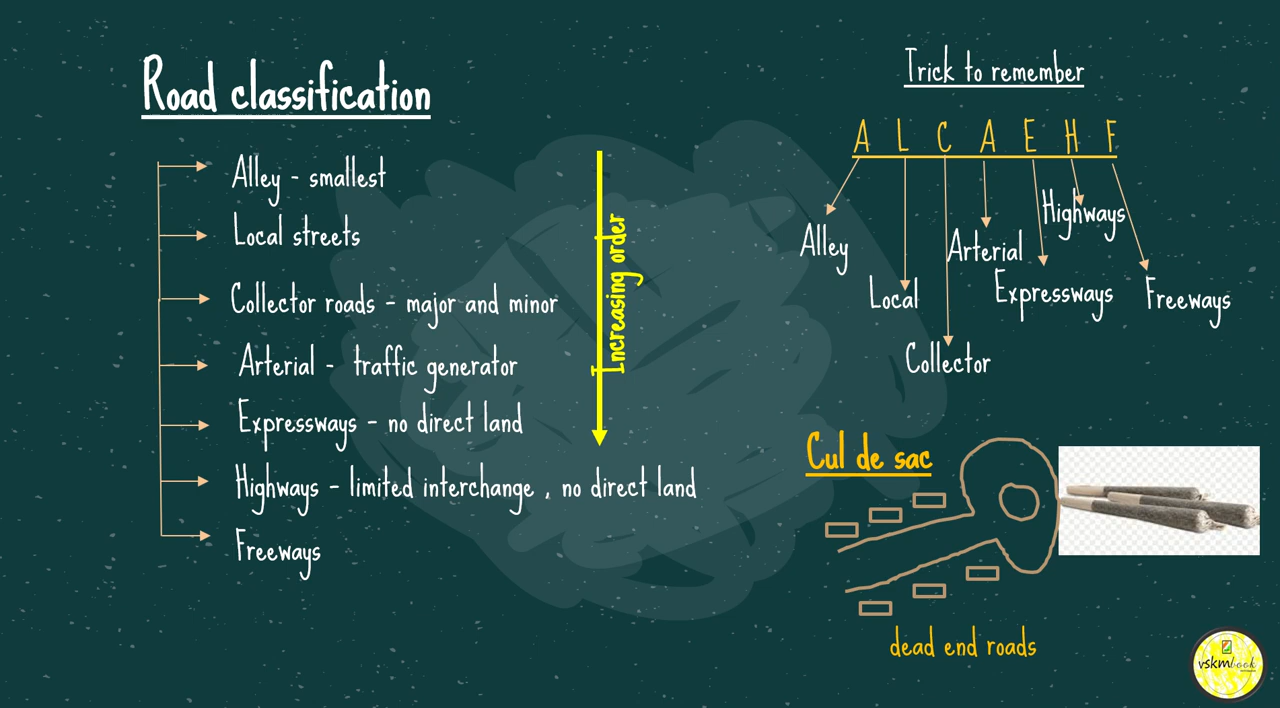 Road classification
Alley - smallest
Local streets
Collector roads - major and minor
Arterial - traffic generator
Expressways - no direct land
Highways - limited interchange , no direct land
Freeways
Increasing order
Trick to remember
A L C A E H F
Alley
Local
Collector
Arterial
Expressways
Highways
Freeways
Cul de sac
dead end roads
vskmbook